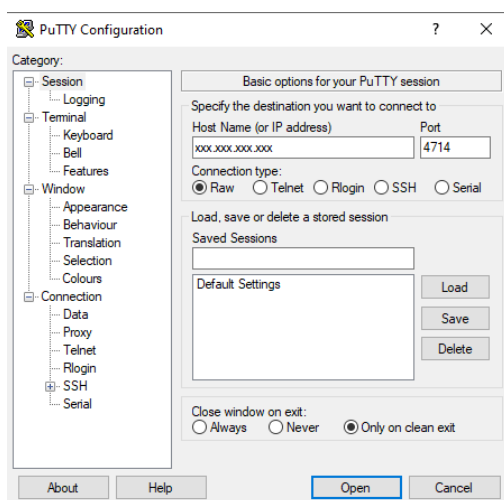 PuTTY Configuration
?
Category:
Session
Logging
Terminal
Keyboard
Bell
Features
Window
Appearance
Behaviour
Translation
Selection
Colours
Connection
Data
Proxy
Telnet
Rlogin
SSH
Serial
Basic options for your PuTTY session
Specify the destination you want to connect to
Host Name (or IP address) Port
xxx.xxx.xxx.xxx 4714
Connection type:
Raw Telnet Rlogin SSH Serial
Load, save or delete a stored session
Saved Sessions
Default Settings
Load
Save
Delete
Close window on exit:
Always Never Only on clean exit
About Help Open Cancel